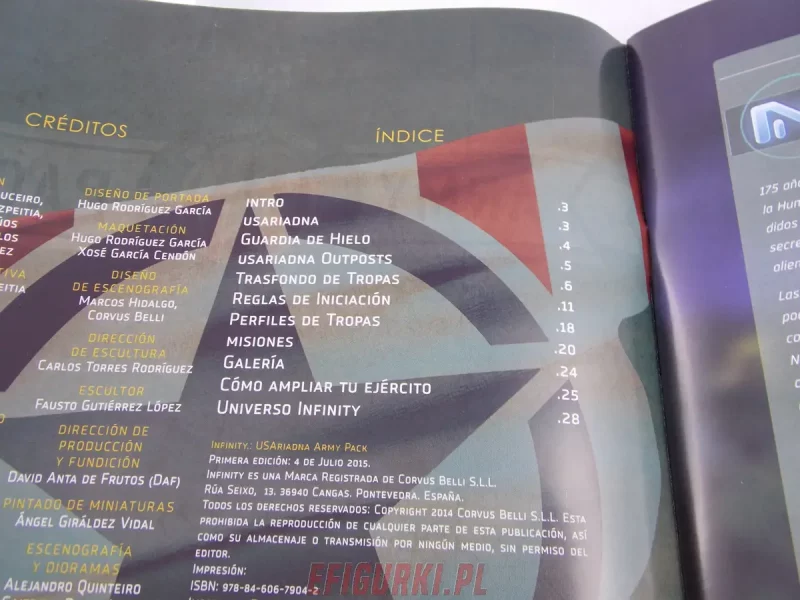 CRÉDITOS
DISEÑO DE PORTADA
HUGO RODRÍGUEZ GARCÍA
MAQUETACIÓN
HUGO RODRÍGUEZ GARCÍA
XOSÉ GARCÍA CENDÓN
DISEÑO
DE ESCENOGRAFÍA
MARCOS HIDALGO,
CORVUS BELLI
DIRECCIÓN
DE ESCULTURA
CARLOS TORRES RODRÍGUEZ
ESCULTOR
FAUSTO GUTIÉRREZ LÓPEZ
DIRECCIÓN DE
PRODUCCIÓN
Y FUNDICIÓN
DAVID ANTA DE FRUTOS (DAF)
PINTADO DE MINIATURAS
ÁNGEL GIRÁLDEZ VIDAL
ESCENOGRAFÍA
Y DIORAMAS
ALEJANDRO QUINTEIRO
ÍNDICE
INTRO .3
USARIADNA .3
GUARDIA DE HIELO .4
USARIADNA OUTPOSTS .5
TRASFONDO DE TROPAS .6
REGLAS DE INICIACIÓN .11
PERFILES DE TROPAS .18
MISIONES .20
GALERÍA .24
CÓMO AMPLIAR TU EJÉRCITO .25
UNIVERSO INFINITY .28
INFINITY.: USARIADNA ARMY PACK
PRIMERA EDICIÓN: 4 DE JULIO 2015.
INFINITY ES UNA MARCA REGISTRADA DE CORVUS BELLI S.L.L.
RÚA SEIXO, 13. 36940 CANGAS. PONTEVEDRA. ESPAÑA.
TODOS LOS DERECHOS RESERVADOS: COPYRIGHT 2014 CORVUS BELLI S.L.L. ESTA
PROHIBIDA LA REPRODUCCIÓN DE CUALQUIER PARTE DE ESTA PUBLICACIÓN, ASÍ
COMO SU ALMACENAJE O TRANSMISIÓN POR NINGÚN MEDIO, SIN PERMISO DEL
EDITOR.
IMPRESIÓN:
ISBN: 978-84-606-7904-2
175 año
la Hum
didos
secre
alien
Las
EFIGURKI.PL